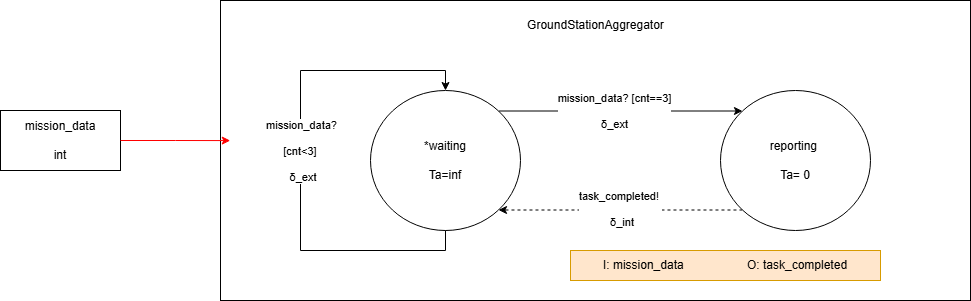 GroundStationAggregator
mission_data
int
mission_data?
[cnt<3]
δ_ext
*waiting
Ta=inf
mission_data? [cnt==3]
δ_ext
reporting
Ta= 0
task_completed!
δ_int
I: mission_data
O: task_completed